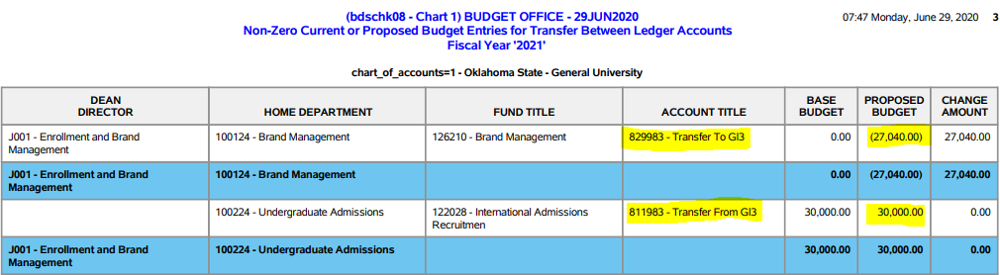 (bdschk08 - Chart 1) BUDGET OFFICE - 29JUN2020
07:47 Monday, June 29, 2020 3
Non-Zero Current or Proposed Budget Entries for Transfer Between Ledger Accounts
Fiscal Year '2021'
chart_of_accounts=1 - Oklahoma State - General University
DEAN DIRECTOR HOME DEPARTMENT FUND TITLE ACCOUNT TITLE BASE BUDGET PROPOSED BUDGET CHANGE AMOUNT
J001 - Enrollment and Brand Management 100124 - Brand Management 126210 - Brand Management 829983 - Transfer To GI3 0.00 (27,040.00) 27,040.00
J001 - Enrollment and Brand Management 100124 - Brand Management 0.00 (27,040.00) 27,040.00
100224 - Undergraduate Admissions 122028 - International Admissions Recruitmen 811983 - Transfer From GI3 30,000.00 30,000.00 0.00
J001 - Enrollment and Brand Management 100224 - Undergraduate Admissions 30,000.00 30,000.00 0.00